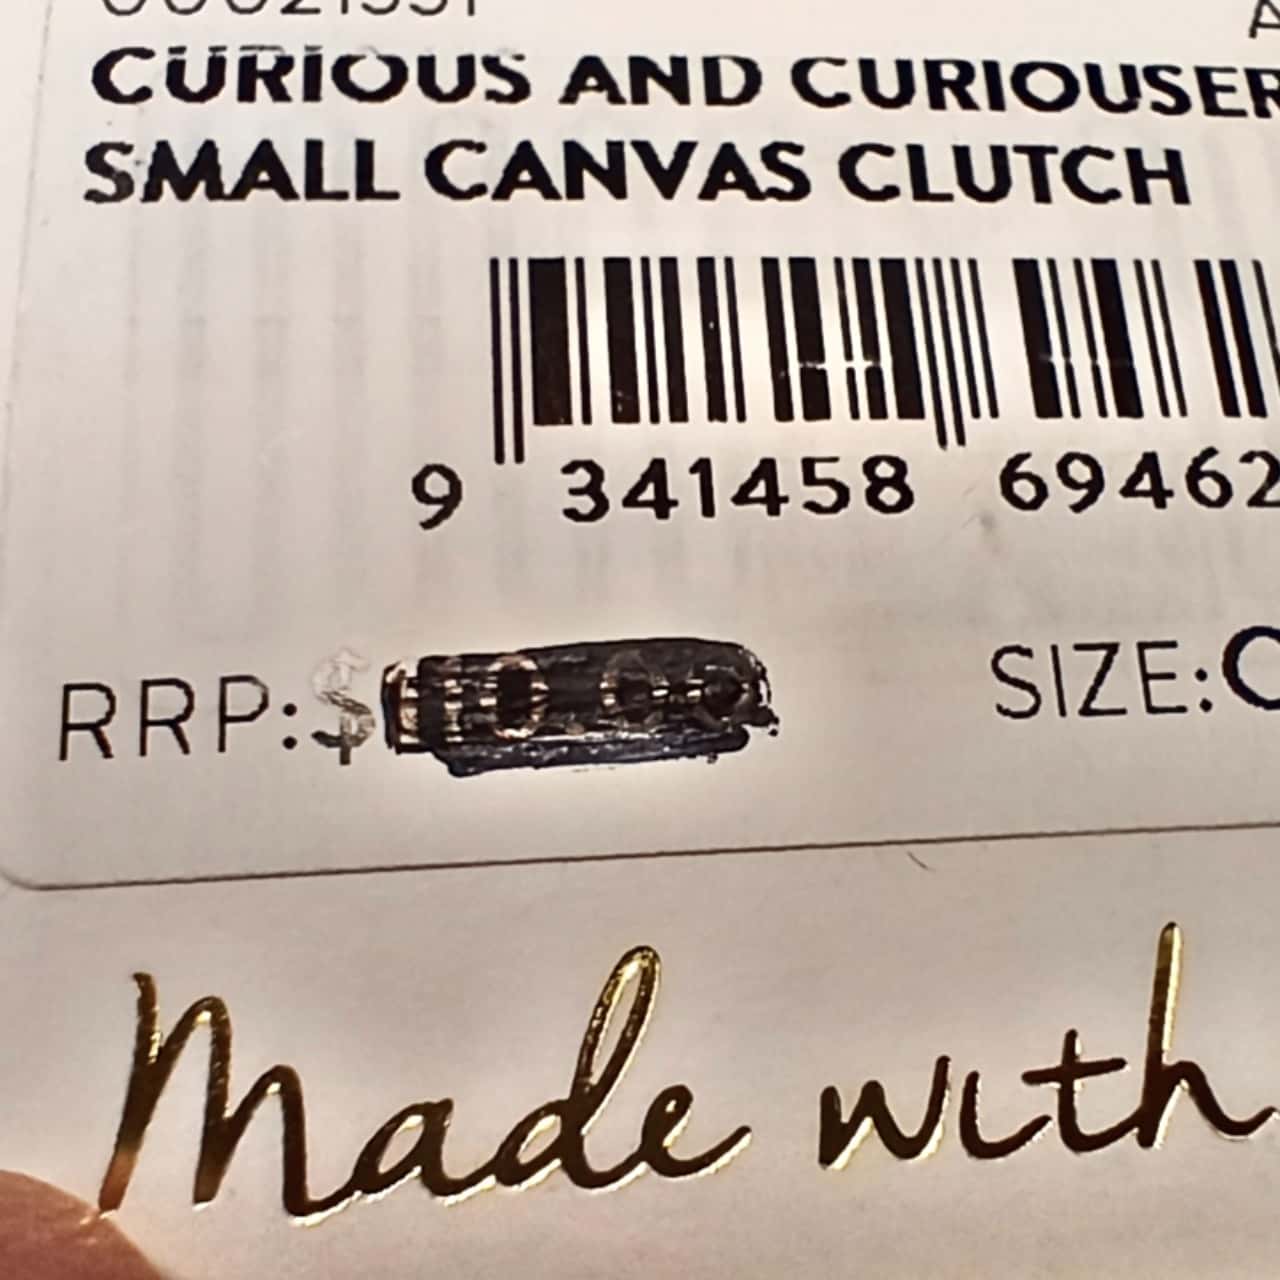 CURIOUS AND CURIOUSER
SMALL CANVAS CLUTCH
9 341458 69462
RRP:$
SIZE:O
Made with